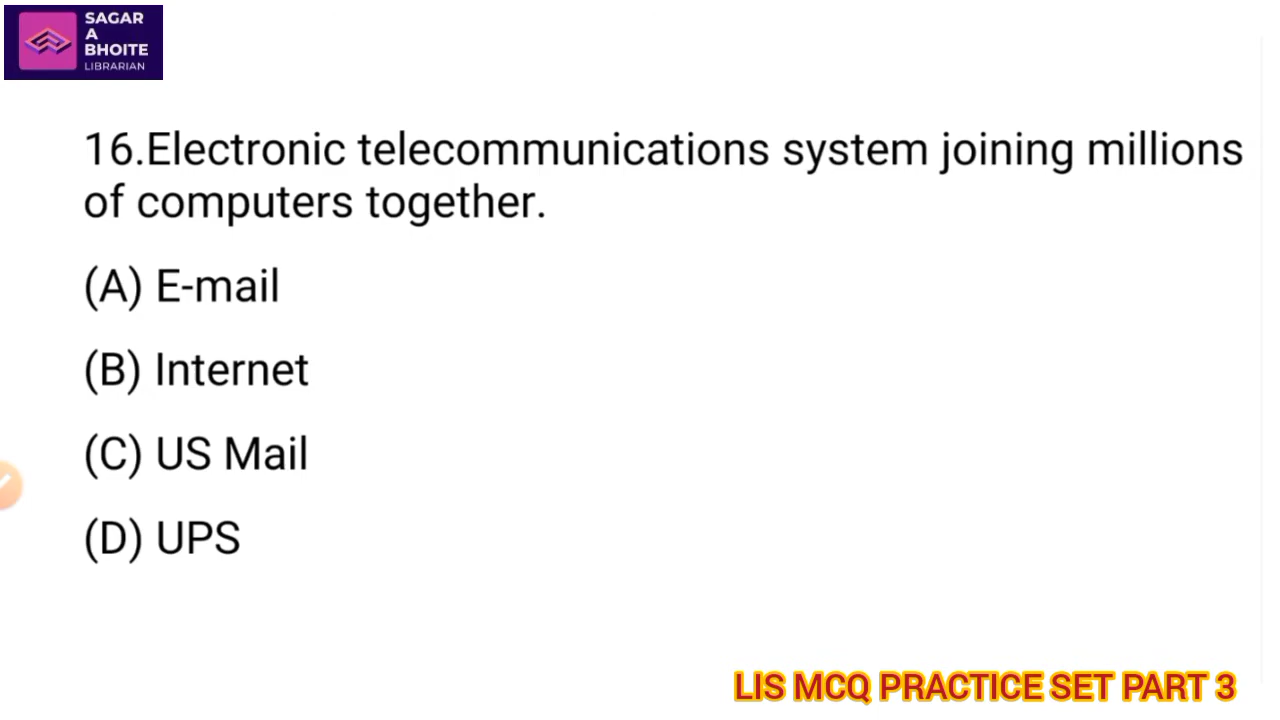 SAGAR
A
BHOITE
LIBRARIAN
16.Electronic telecommunications system joining millions
of computers together.
(A) E-mail
(B) Internet
(C) US Mail
(D) UPS
LIS MCQ PRACTICE SET PART 3